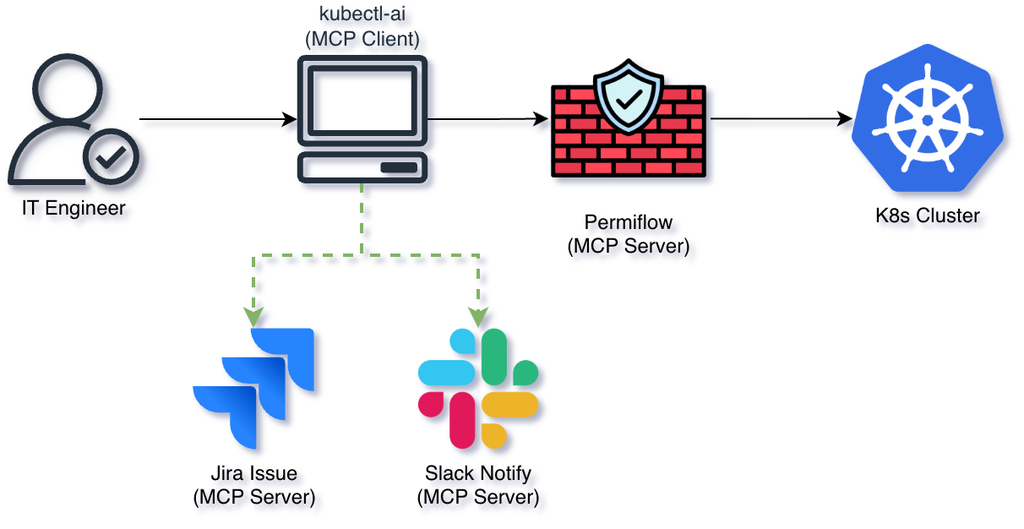 kubectl-ai
(MCP Client)
IT Engineer
Permiflow
(MCP Server)
K8s Cluster
Jira Issue
(MCP Server)
Slack Notify
(MCP Server)